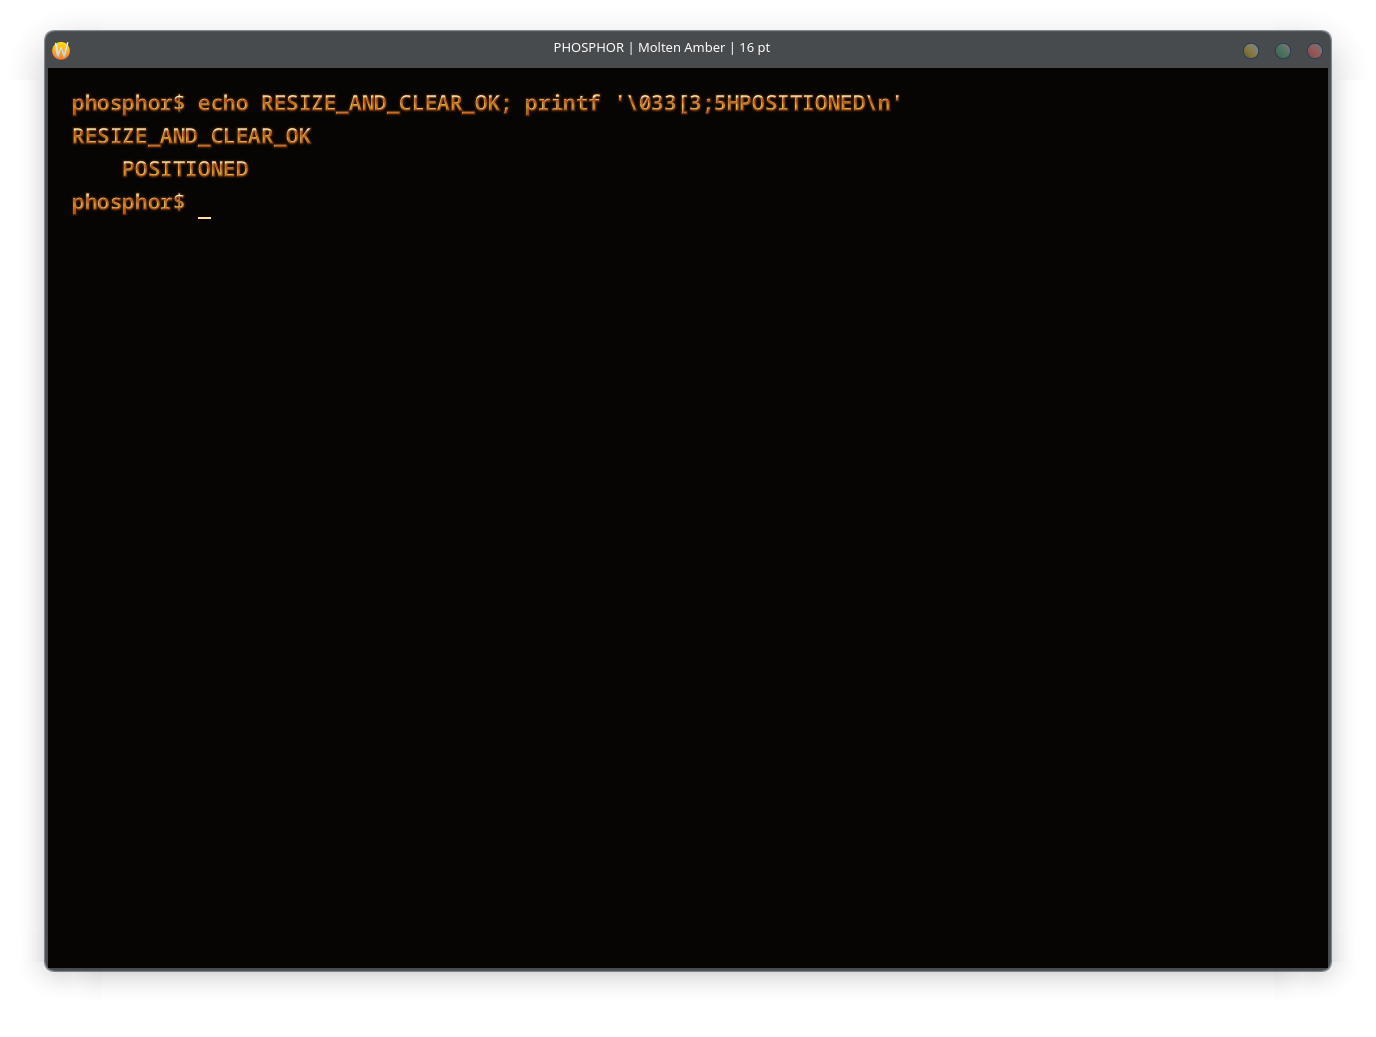 PHOSPHOR | Molten Amber | 16 pt
phosphor$ echo RESIZE_AND_CLEAR_OK; printf '\033[3;5HPOSITIONED\n'
RESIZE_AND_CLEAR_OK
    POSITIONED
phosphor$ _